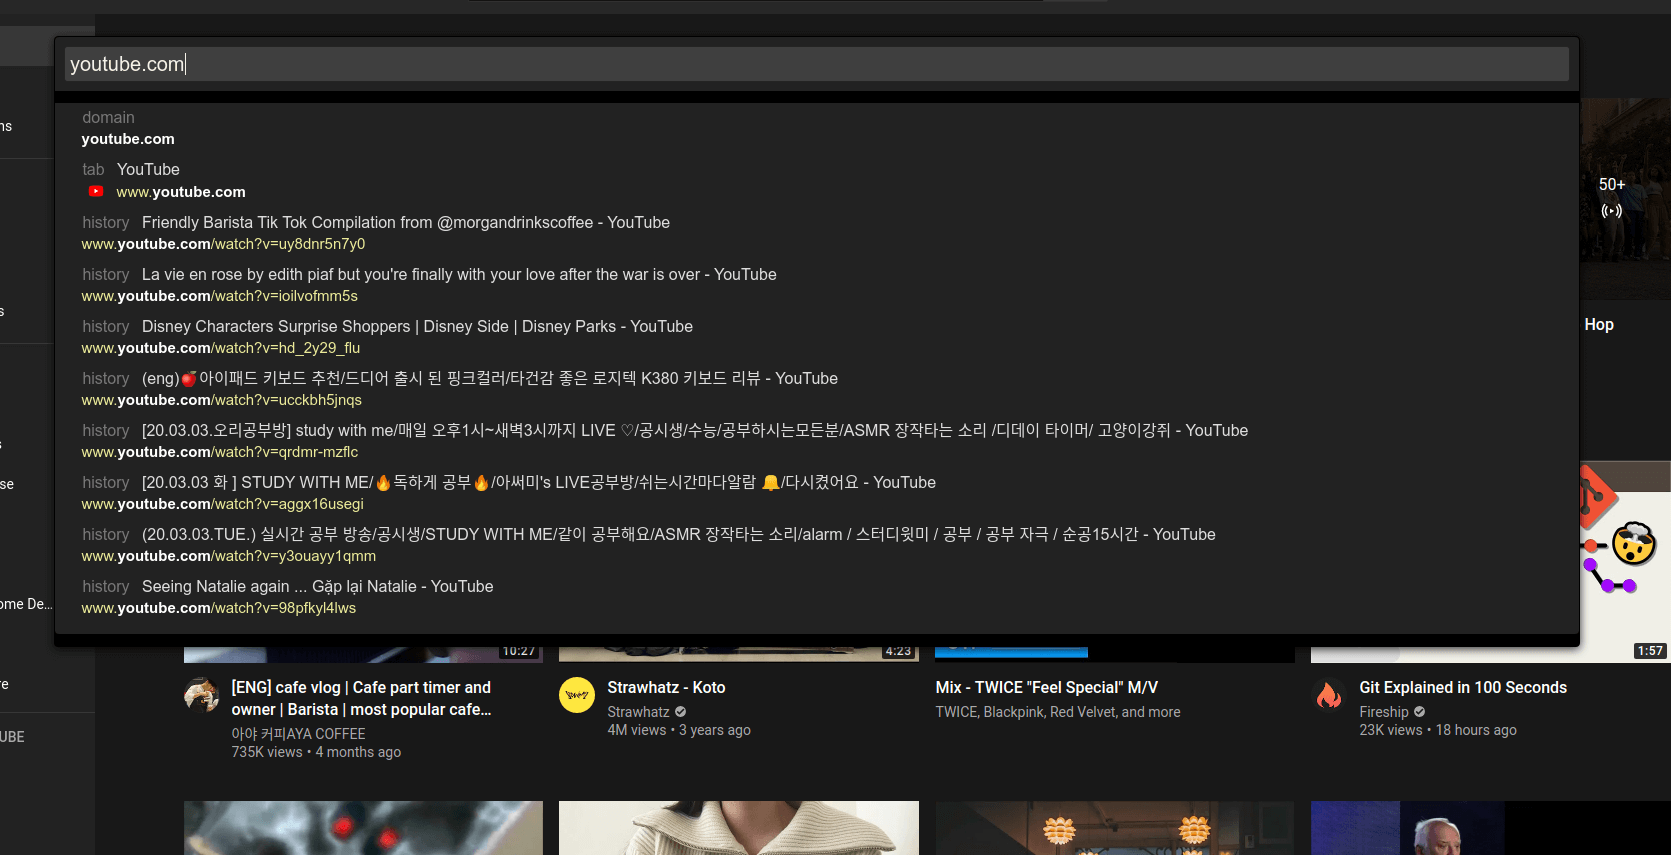 youtube.com
domain
youtube.com
tab YouTube
www.youtube.com
history Friendly Barista Tik Tok Compilation from @morgandrinkscoffee - YouTube
www.youtube.com/watch?v=uy8dnr5n7y0
history La vie en rose by edith piaf but you're finally with your love after the war is over - YouTube
www.youtube.com/watch?v=ioilvofmm5s
history Disney Characters Surprise Shoppers | Disney Side | Disney Parks - YouTube
www.youtube.com/watch?v=hd_2y29_flu
history (eng)🍎아이패드 키보드 추천/드디어 출시 된 핑크컬러/타건감 좋은 로지텍 K380 키보드 리뷰 - YouTube
www.youtube.com/watch?v=ucckbh5jnqs
history [20.03.03.오리공부방] study with me/매일 오후1시~새벽3시까지 LIVE ♡/공시생/수능/공부하시는모든분/ASMR 장작타는 소리 /디데이 타이머/ 고양이강쥐 - YouTube
www.youtube.com/watch?v=qrdmr-mzflc
history [20.03.03 화 ] STUDY WITH ME/🔥독하게 공부🔥/아써미's LIVE공부방/쉬는시간마다알람 🔔/다시켰어요 - YouTube
www.youtube.com/watch?v=aggx16usegi
history (20.03.03.TUE.) 실시간 공부 방송/공시생/STUDY WITH ME/같이 공부해요/ASMR 장작타는 소리/alarm / 스터디윗미 / 공부 / 공부 자극 / 순공15시간 - YouTube
www.youtube.com/watch?v=y3ouayy1qmm
history Seeing Natalie again ... Gặp lại Natalie - YouTube
www.youtube.com/watch?v=98pfkyl4lws
50+
Hop
ome De...
UBE
10:27
4:23
1:57
[ENG] cafe vlog | Cafe part timer and
owner | Barista | most popular cafe...
아야 커피AYA COFFEE
735K views • 4 months ago
Strawhatz - Koto
Strawhatz
4M views • 3 years ago
Mix - TWICE "Feel Special" M/V
TWICE, Blackpink, Red Velvet, and more
Git Explained in 100 Seconds
Fireship
23K views • 18 hours ago